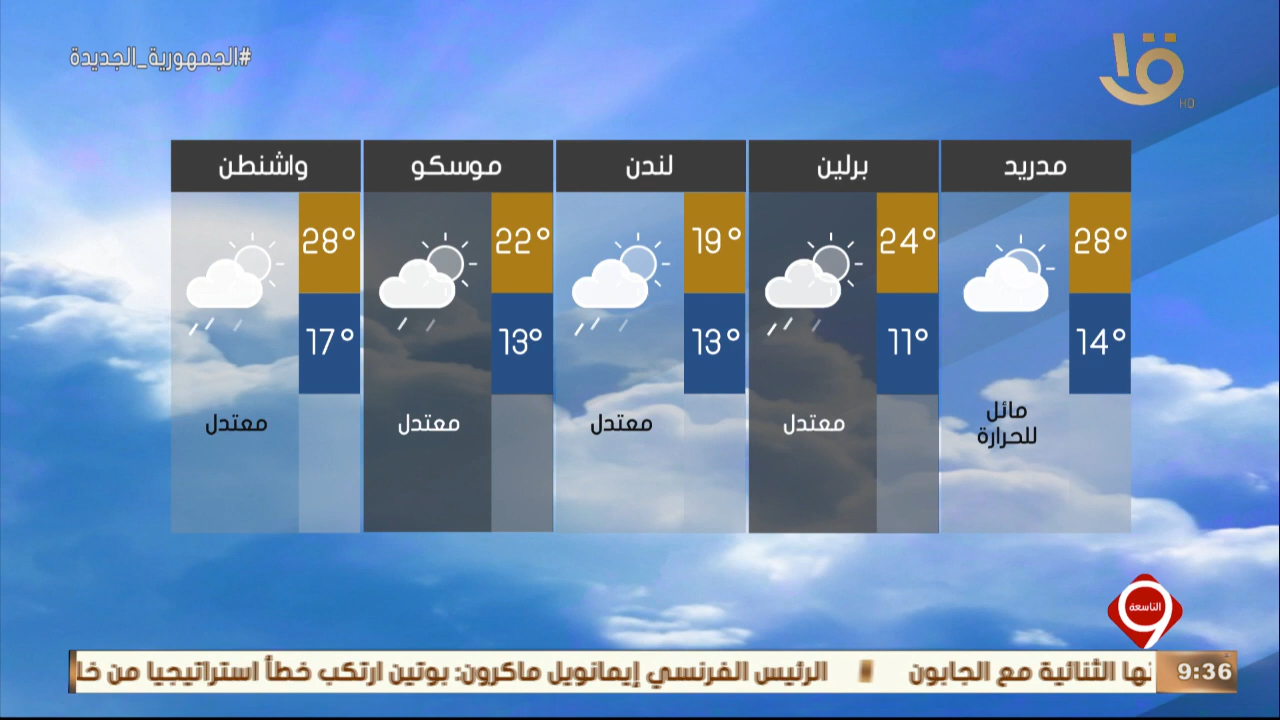 #الجمهورية_الجديدة
HD
مدريد
28°
14°
مائل
للحرارة
برلين
24°
11°
معتدل
لندن
19°
13°
معتدل
موسكو
22°
13°
معتدل
واشنطن
28°
17°
معتدل
التاسعة
9
9:36
الثنائية مع الجابون
الرئيس الفرنسي إيمانويل ماكرون: بوتين ارتكب خطأ استراتيجيا من خا